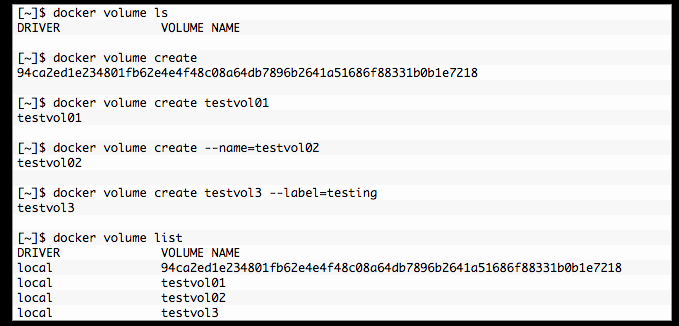 [~]$ docker volume ls
DRIVER              VOLUME NAME
[~]$ docker volume create
94ca2ed1e234801fb62e4e4f48c08a64db7896b2641a51686f88331b0b1e7218
[~]$ docker volume create testvol01
testvol01
[~]$ docker volume create --name=testvol02
testvol02
[~]$ docker volume create testvol3 --label=testing
testvol3
[~]$ docker volume list
DRIVER              VOLUME NAME
local               94ca2ed1e234801fb62e4e4f48c08a64db7896b2641a51686f88331b0b1e7218
local               testvol01
local               testvol02
local               testvol3